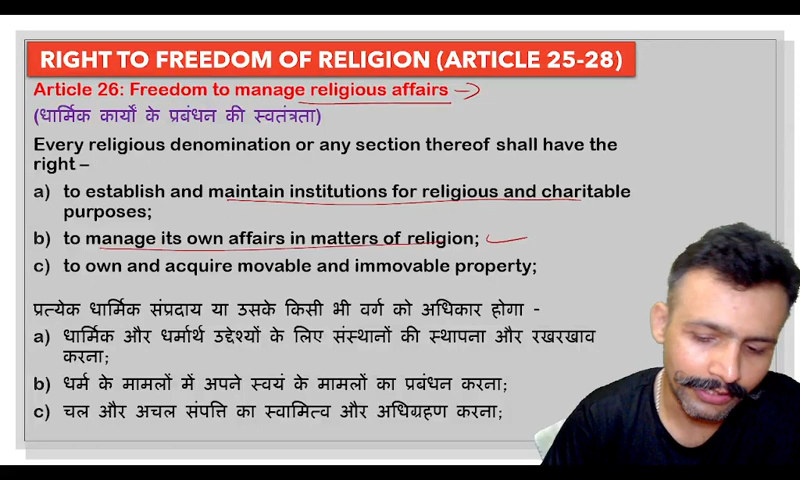 RIGHT TO FREEDOM OF RELIGION (ARTICLE 25-28)
Article 26: Freedom to manage religious affairs
(धार्मिक कार्यों के प्रबंधन की स्वतंत्रता)
Every religious denomination or any section thereof shall have the
right –
a) to establish and maintain institutions for religious and charitable
purposes;
b) to manage its own affairs in matters of religion;
c) to own and acquire movable and immovable property;
प्रत्येक धार्मिक संप्रदाय या उसके किसी भी वर्ग को अधिकार होगा -
a) धार्मिक और धर्मार्थ उद्देश्यों के लिए संस्थानों की स्थापना और रखरखाव
करना;
b) धर्म के मामलों में अपने स्वयं के मामलों का प्रबंधन करना;
c) चल और अचल संपत्ति का स्वामित्व और अधिग्रहण करना;